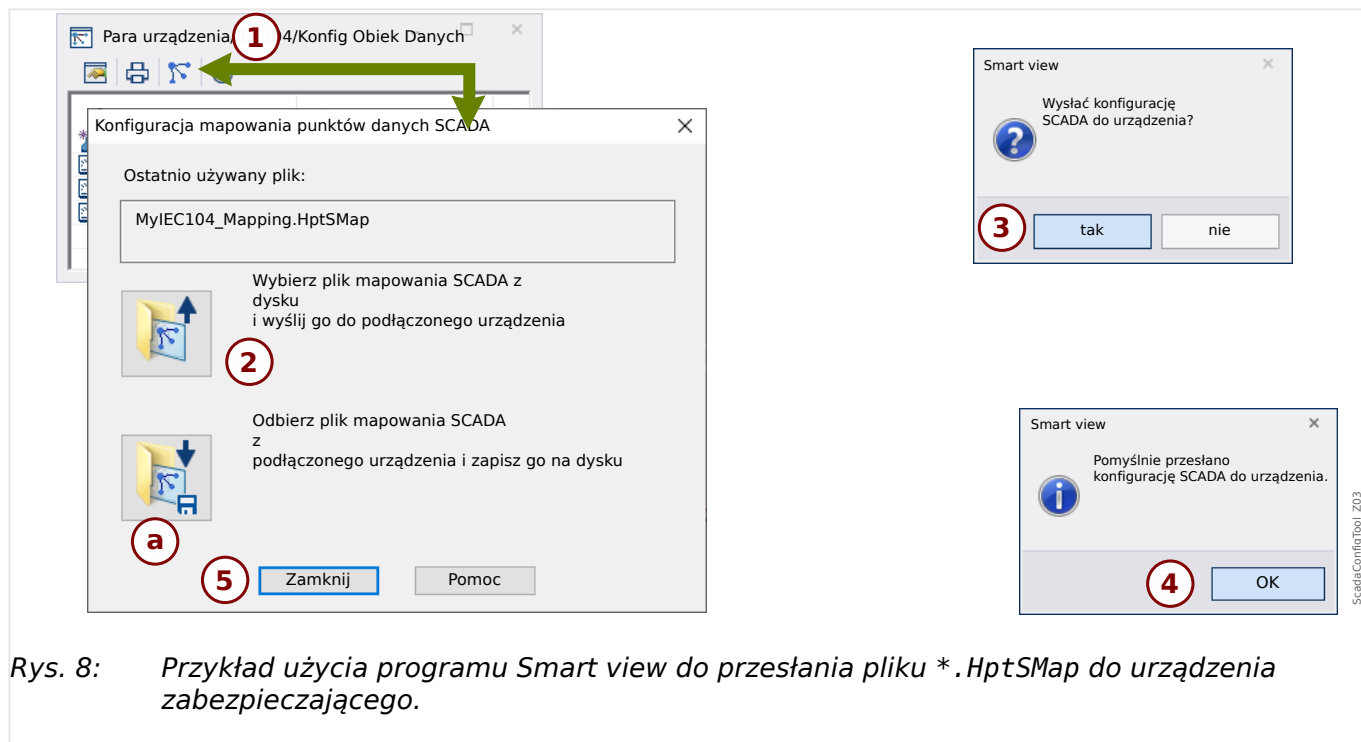 Para urządzenia/ 1 04/Konfig Obiek Danych
Konfiguracja mapowania punktów danych SCADA
Ostatnio używany plik:
MyIEC104_Mapping.HptSMap
Wybierz plik mapowania SCADA z
dysku
i wyślij go do podłączonego urządzenia
2
Odbierz plik mapowania SCADA
z
podłączonego urządzenia i zapisz go na dysku
a
5 Zamknij Pomoc
Smart view
Wysłać konfigurację
SCADA do urządzenia?
3 tak nie
Smart view
Pomyślnie przesłano
konfigurację SCADA do urządzenia.
4 OK
ScadaConfigTool_Z03
Rys. 8: Przykład użycia programu Smart view do przesłania pliku *.HptSMap do urządzenia
zabezpieczającego.